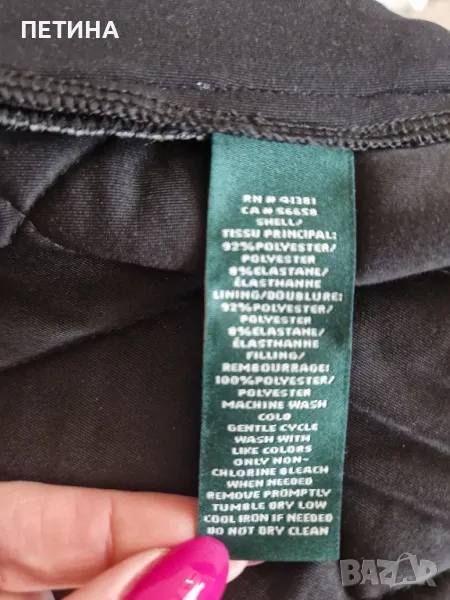 ПЕТИНА
RN # 41381
CA # 56658
SHELL/
TISSU PRINCIPAL:
92%POLYESTER/
POLYESTER
8%ELASTANE/
ÉLASTHANNE
LINING/DOUBLURE:
92%POLYESTER/
POLYESTER
8%ELASTANE/
ÉLASTHANNE
FILLING/
REMBOURRAGE:
100%POLYESTER/
POLYESTER
MACHINE WASH
COLD
GENTLE CYCLE
WASH WITH
LIKE COLORS
ONLY NON-
CHLORINE BLEACH
WHEN NEEDED
REMOVE PROMPTLY
TUMBLE DRY LOW
COOL IRON IF NEEDED
DO NOT DRY CLEAN
BAZAR